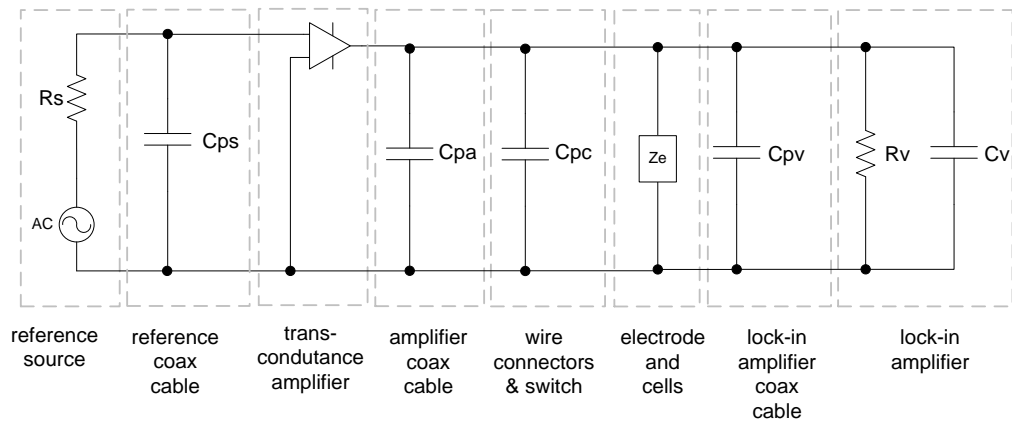 Rs
AC
Cps
Cpa
Cpc
Ze
Cpv
Rv
Cv
reference
source
reference
coax
cable
trans-
condutance
amplifier
amplifier
coax
cable
wire
connectors
& switch
electrode
and
cells
lock-in
amplifier
coax
cable
lock-in
amplifier